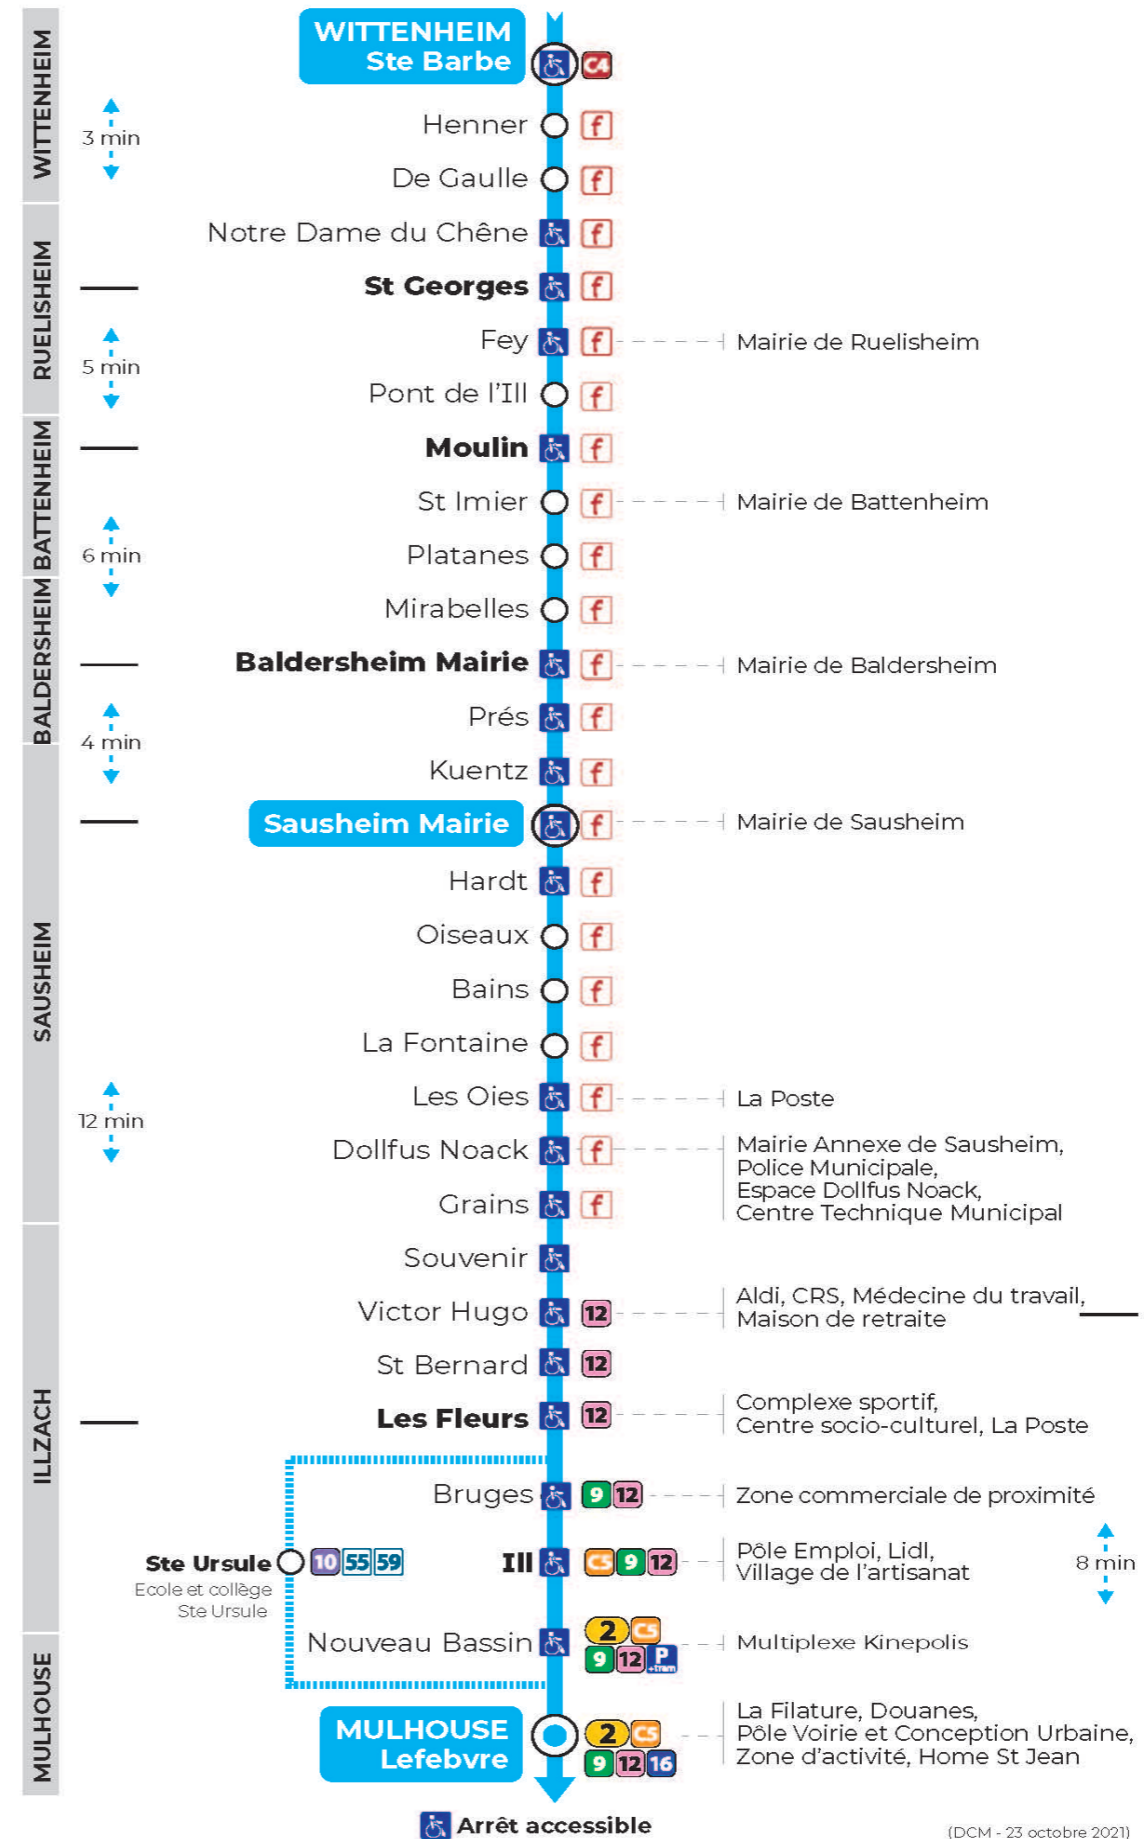 WITTENHEIM
Ste Barbe
C4
WITTENHEIM
3 min
Henner f
De Gaulle f
RUELISHEIM
Notre Dame du Chêne f
St Georges f
5 min
Fey f Mairie de Ruelisheim
Pont de l'Ill f
BATTENHEIM
Moulin f
St Imier f Mairie de Battenheim
6 min
Platanes f
BALDERSHEIM
Mirabelles f
Baldersheim Mairie f Mairie de Baldersheim
Prés f
4 min
Kuentz f
SAUSHEIM
Sausheim Mairie f Mairie de Sausheim
Hardt f
Oiseaux f
Bains f
La Fontaine f
Les Oies f La Poste
12 min
Dollfus Noack f Mairie Annexe de Sausheim,
Police Municipale,
Espace Dollfus Noack,
Centre Technique Municipal
Grains f
ILLZACH
Souvenir
Victor Hugo 12 Aldi, CRS, Médecine du travail,
Maison de retraite
St Bernard 12
Les Fleurs 12 Complexe sportif,
Centre socio-culturel, La Poste
Bruges 9 12 Zone commerciale de proximité
Ste Ursule 10 55 59
Ecole et collège
Ste Ursule
Ill C5 9 12 Pôle Emploi, Lidl,
Village de l'artisanat
8 min
MULHOUSE
Nouveau Bassin 2 C5
9 12 P +tram
Multiplexe Kinepolis
MULHOUSE
Lefebvre
2 C5
9 12 16
La Filature, Douanes,
Pôle Voirie et Conception Urbaine,
Zone d'activité, Home St Jean
Arrêt accessible
(DCM - 23 octobre 2021)